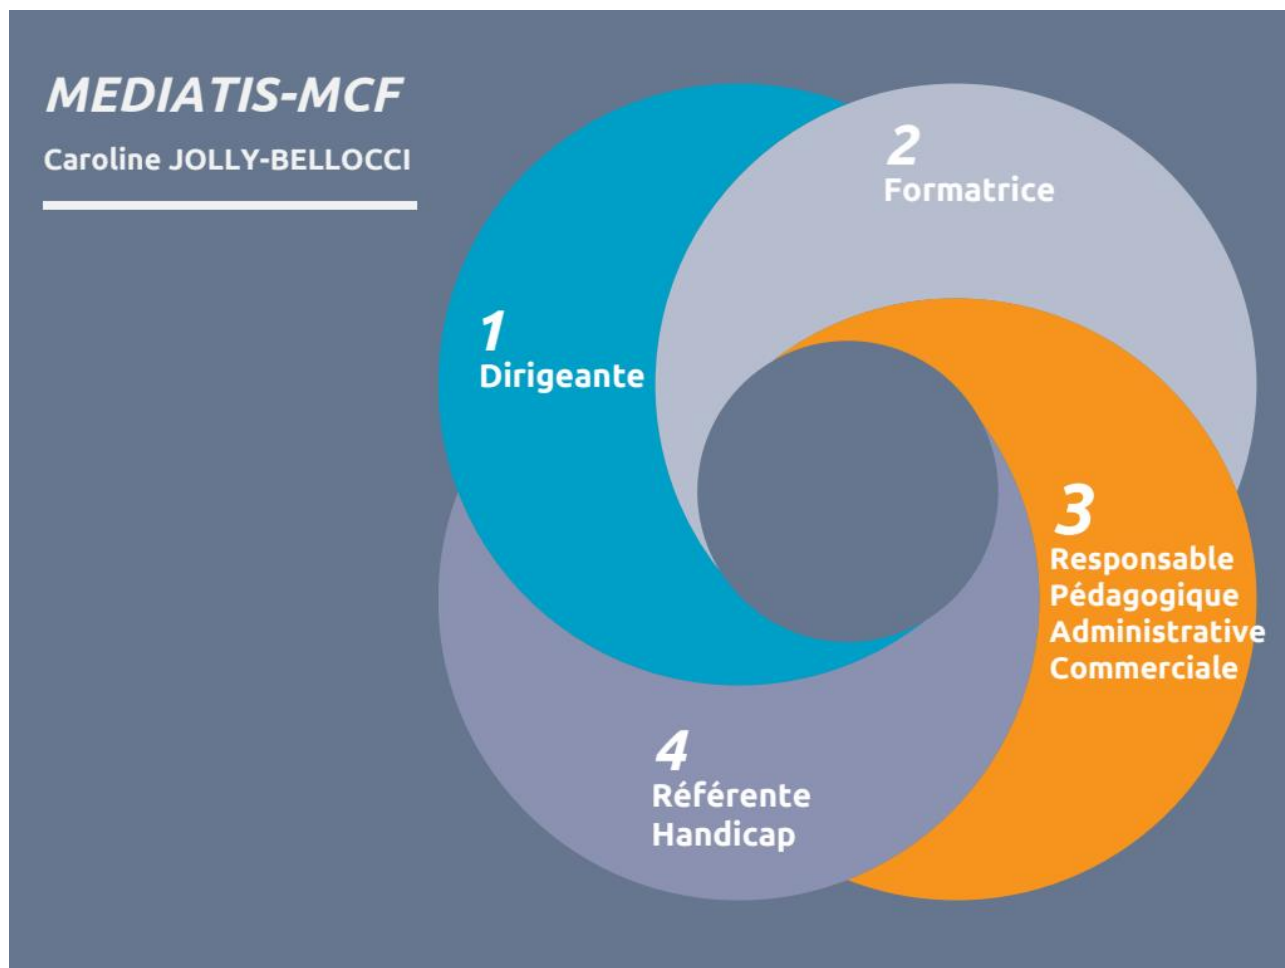 MEDIATIS-MCF
Caroline JOLLY-BELLOCCI
1
Dirigeante
2
Formatrice
3
Responsable
Pédagogique
Administrative
Commerciale
4
Référente
Handicap